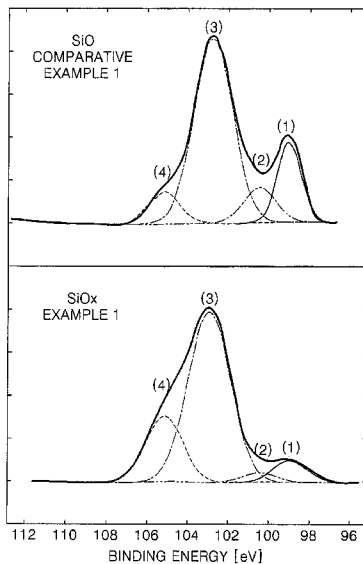 SiO
COMPARATIVE
EXAMPLE 1
(3)
(1)
(2)
(4)
SiOx
EXAMPLE 1
(3)
(4)
(2)
(1)
112 110 108 106 104 102 100 98 96
BINDING ENERGY [eV]